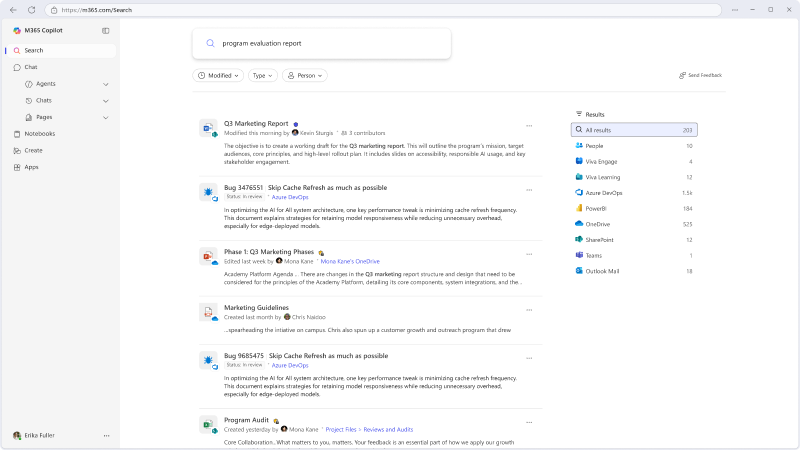 https://m365.com/Search
M365 Copilot
Search
Chat
Agents
Chats
Pages
Notebooks
Create
Apps
Erika Fuller
program evaluation report
Modified
Type
Person
Send Feedback
Q3 Marketing Report
Modified this morning by Kevin Sturgis · 3 contributors
The objective is to create a working draft for the Q3 marketing report. This will outline the program's mission, target
audiences, core principles, and high-level rollout plan. It includes slides on accessibility, responsible AI usage, and key
stakeholder engagement.
Bug 3476551 : Skip Cache Refresh as much as possible
Status: In review · Azure DevOps
In optimizing the AI for All system architecture, one key performance tweak is minimizing cache refresh frequency.
This document explains strategies for retaining model responsiveness while reducing unnecessary overhead,
especially for edge-deployed models
Phase 1: Q3 Marketing Phases
Edited last week by Mona Kane · Mona Kane's OneDrive
Academy Platform Agenda ... There are changes in the Q3 marketing report structure and design that need to be
considered for the principles of the Academy Platform, detailing its core components, system integrations, and the...
Marketing Guidelines
Created last month by Chris Naidoo
...spearheading the intiative on campus. Chris also spun up a customer growth and outreach program that drew
Bug 9685475 : Skip Cache Refresh as much as possible
Status: In review · Azure DevOps
In optimizing the AI for All system architecture, one key performance tweak is minimizing cache refresh frequency.
This document explains strategies for retaining model responsiveness while reducing unnecessary overhead,
especially for edge-deployed models
Program Audit
Created yesterday by Mona Kane · Project Files > Reviews and Audits
Core Collaboration...What matters to you, matters. Your feedback is an essential part of how we apply our growth
Results
All results 203
People 10
Viva Engage 4
Viva Learning 12
Azure DevOps 1.5k
PowerBI 184
OneDrive 525
SharePoint 12
Teams 1
Outlook Mail 18